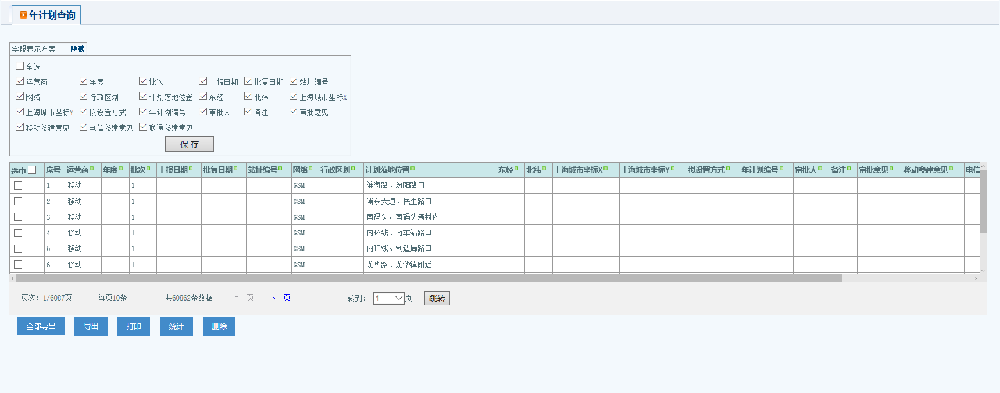 年计划查询
字段显示方案 隐藏
全选
运营商 年度 批次 上报日期 批复日期 站址编号
网络 行政区划 计划落地位置 东经 北纬 上海城市坐标X
上海城市坐标Y 拟设置方式 年计划编号 审批人 备注 审批意见
移动参建意见 电信参建意见 联通参建意见
保 存
选中 序号 运营商 年度 批次 上报日期 批复日期 站址编号 网络 行政区划 计划落地位置 东经 北纬 上海城市坐标X 上海城市坐标Y 拟设置方式 年计划编号 审批人 备注 审批意见 移动参建意见 电信
1 移动 1 GSM 淮海路、汾阳路口
2 移动 1 GSM 浦东大道、民生路口
3 移动 1 GSM 南码头，南码头新村内
4 移动 1 GSM 内环线、南车站路口
5 移动 1 GSM 内环线、制造局路口
6 移动 1 GSM 龙华路、龙华镇附近
页次：1/6087页 每页10条 共60862条数据 上一页 下一页 转到： 1 页 跳转
全部导出 导出 打印 统计 删除